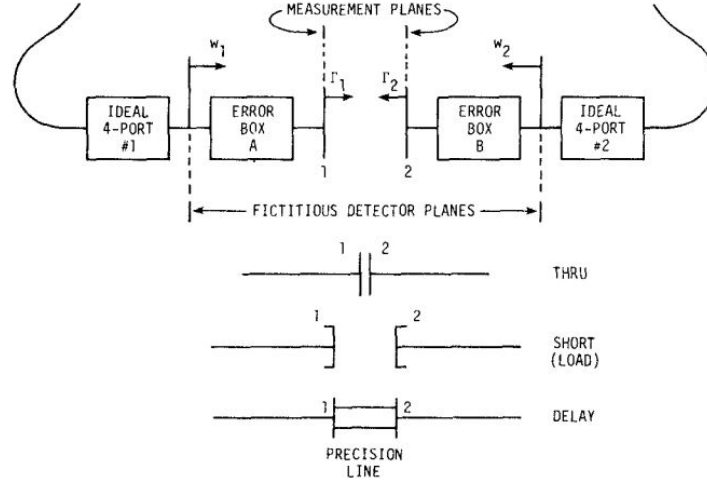 MEASUREMENT PLANES
w1
Γ1
Γ2
w2
IDEAL
4-PORT
#1
ERROR
BOX
A
ERROR
BOX
B
IDEAL
4-PORT
#2
1
2
FICTITIOUS DETECTOR PLANES
1 2
THRU
1 2
SHORT
(LOAD)
1 2
DELAY
PRECISION
LINE